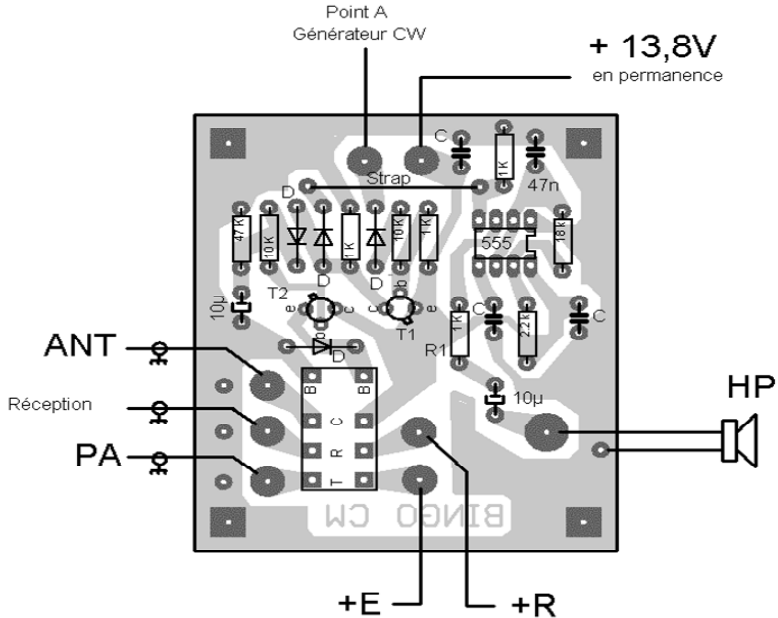 Point A
Générateur CW
+ 13,8V
en permanence
C
1K
47n
Strap
D
47K
10K
1K
10K
1K
555
18k
D
D
b
10µ
T2
e
c
c
e
T1
b
D
1K
R1
C
2.2k
C
ANT
B
B
10µ
HP
Réception
C
R
PA
T
BINGO CW
+E
+R